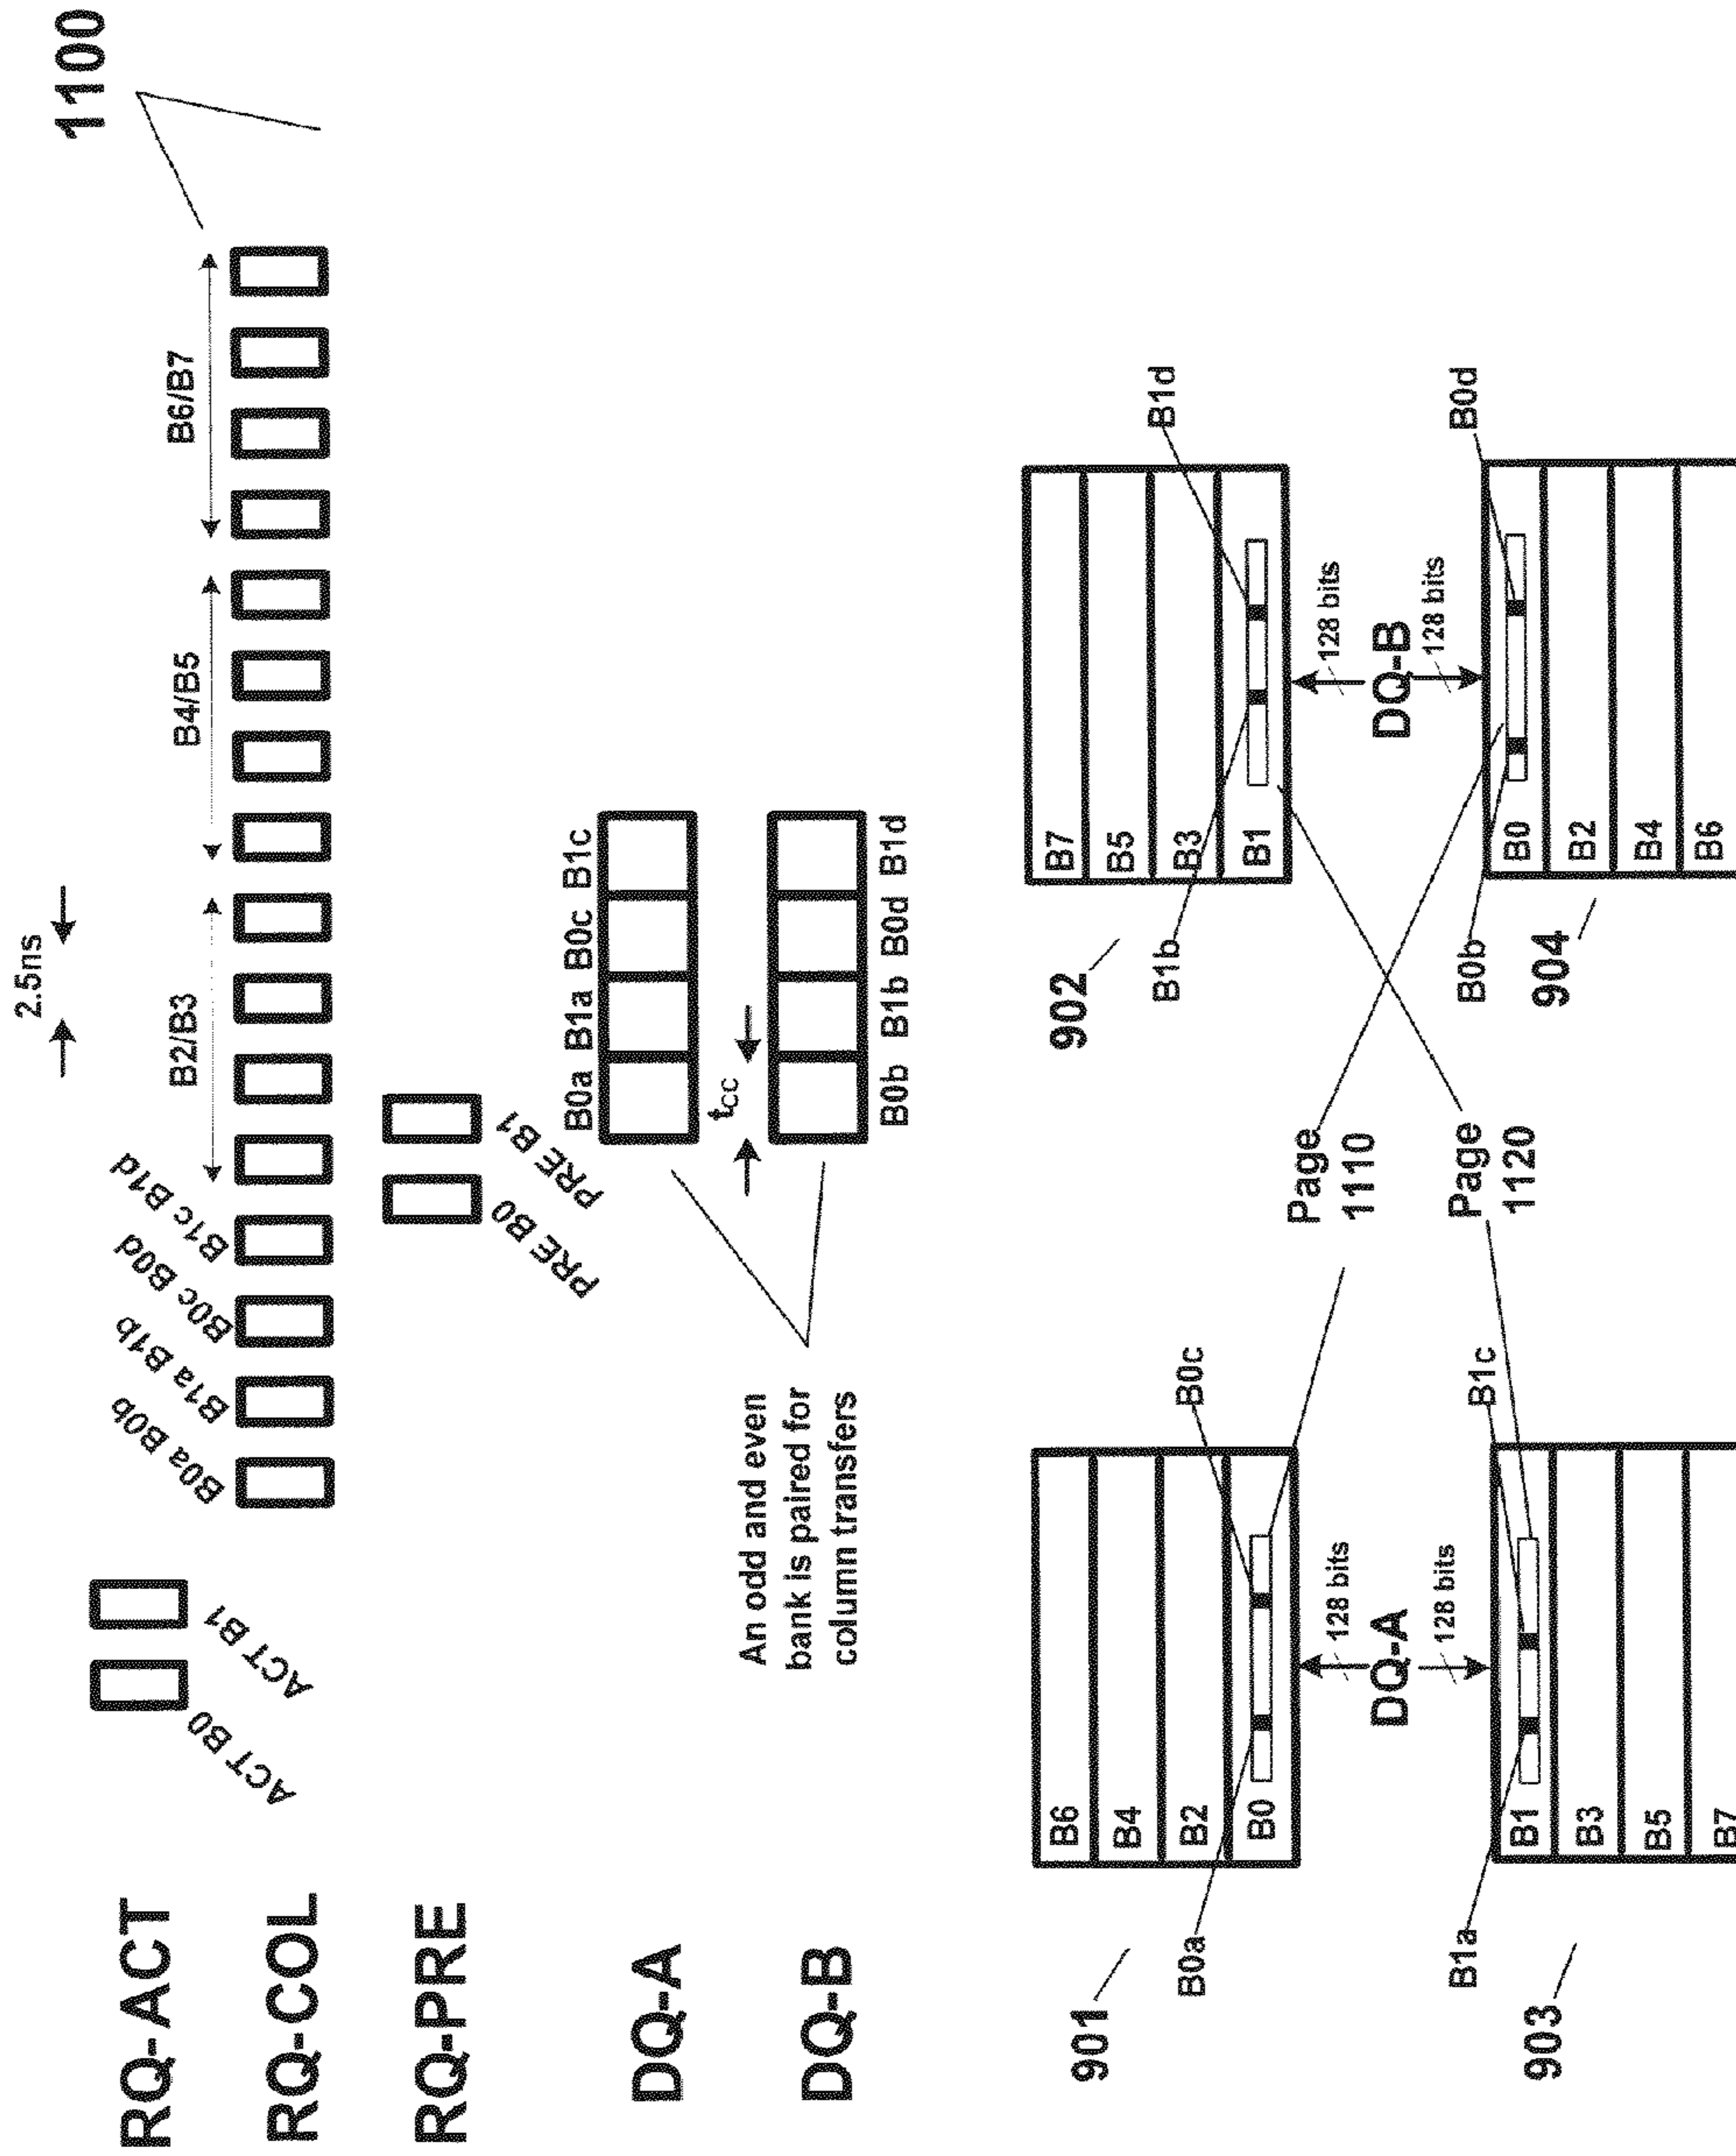 1100
2.5ns
RQ-ACT
ACT B0
ACT B1
RQ-COL
B0a B0b
B1a B1b
B0c B0d
B1c B1d
B2/B3
B4/B5
B6/B7
RQ-PRE
PRE B0
PRE B1
DQ-A
B0a
B1a
B0c
B1c
An odd and even
bank is paired for
column transfers
tCC
DQ-B
B0b
B1b
B0d
B1d
901
B0a
B6
B4
B2
B0
B0c
128 bits
DQ-A
128 bits
903
B1a
B1
B3
B5
B7
B1c
Page
1110
Page
1120
902
B1b
B7
B5
B3
B1
B1d
128 bits
DQ-B
128 bits
904
B0b
B0
B2
B4
B6
B0d